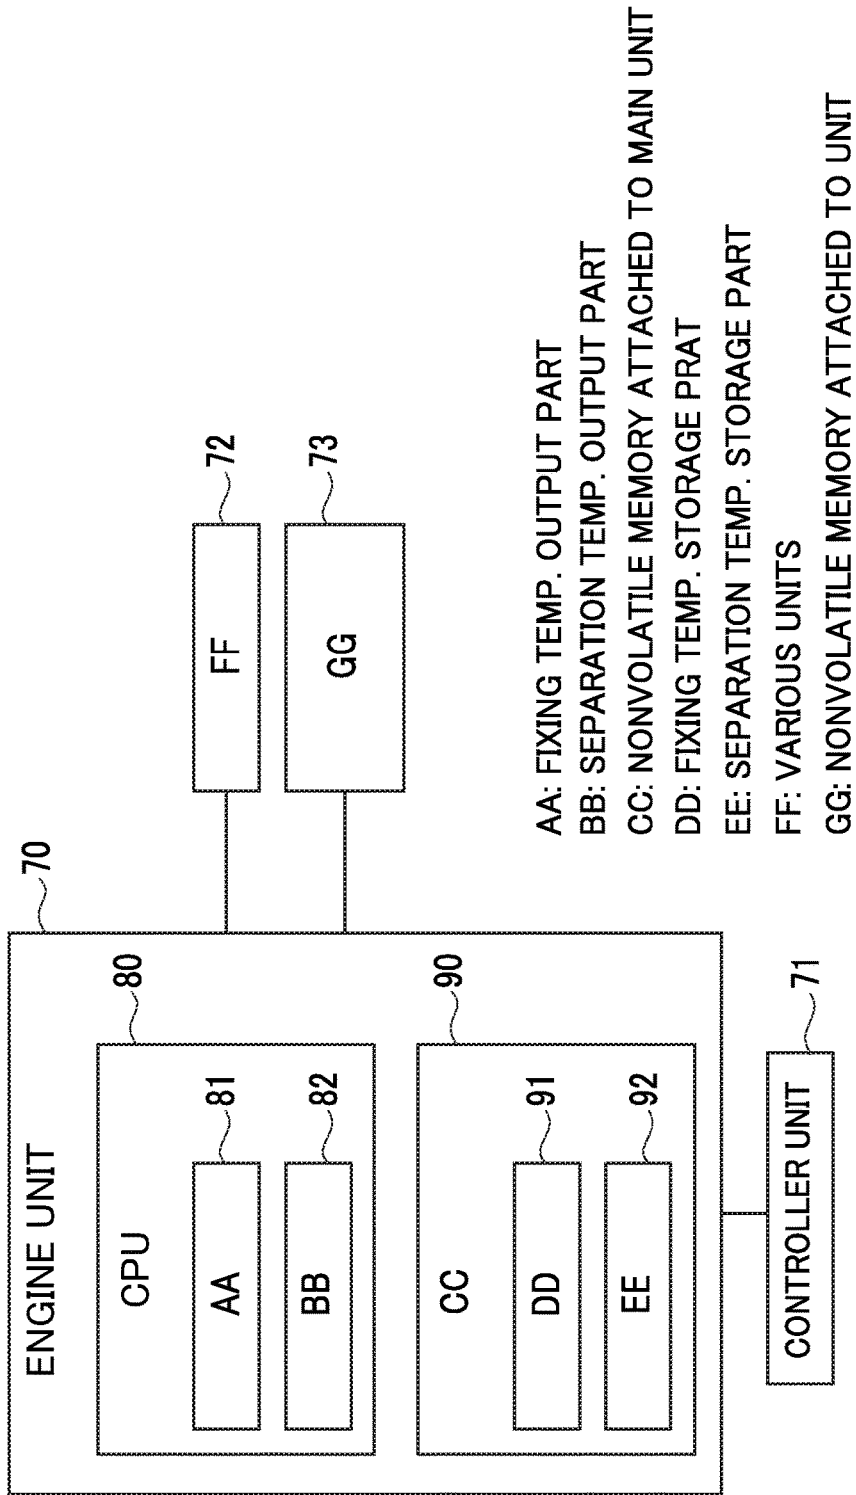 ENGINE UNIT
70
CPU
80
AA
81
BB
82
CC
90
DD
91
EE
92
CONTROLLER UNIT
71
FF
72
GG
73
AA: FIXING TEMP. OUTPUT PART
BB: SEPARATION TEMP. OUTPUT PART
CC: NONVOLATILE MEMORY ATTACHED TO MAIN UNIT
DD: FIXING TEMP. STORAGE PRAT
EE: SEPARATION TEMP. STORAGE PART
FF: VARIOUS UNITS
GG: NONVOLATILE MEMORY ATTACHED TO UNIT